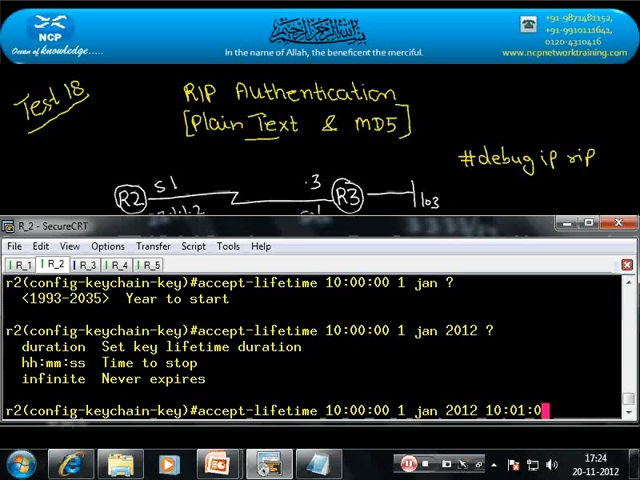 NCP
Ocean of knowledge.....
بسم الله الرحمن الرحيم
In the name of Allah, the beneficent the merciful.
+91-9871481152,
+91-9910111642,
0120-4310416
www.ncpnetworktraining.com
Test 18
RIP Authentication
[Plain Text & MD5]
#debug ip rip
R2 S1 .3 R3 103
R_2 - SecureCRT
File Edit View Options Transfer Script Tools Help
R_1 R_2 R_3 R_4 R_5
r2(config-keychain-key)#accept-lifetime 10:00:00 1 jan ?
<1993-2035> Year to start
r2(config-keychain-key)#accept-lifetime 10:00:00 1 jan 2012 ?
duration Set key lifetime duration
hh:mm:ss Time to stop
infinite Never expires
r2(config-keychain-key)#accept-lifetime 10:00:00 1 jan 2012 10:01:0
17:24
20-11-2012